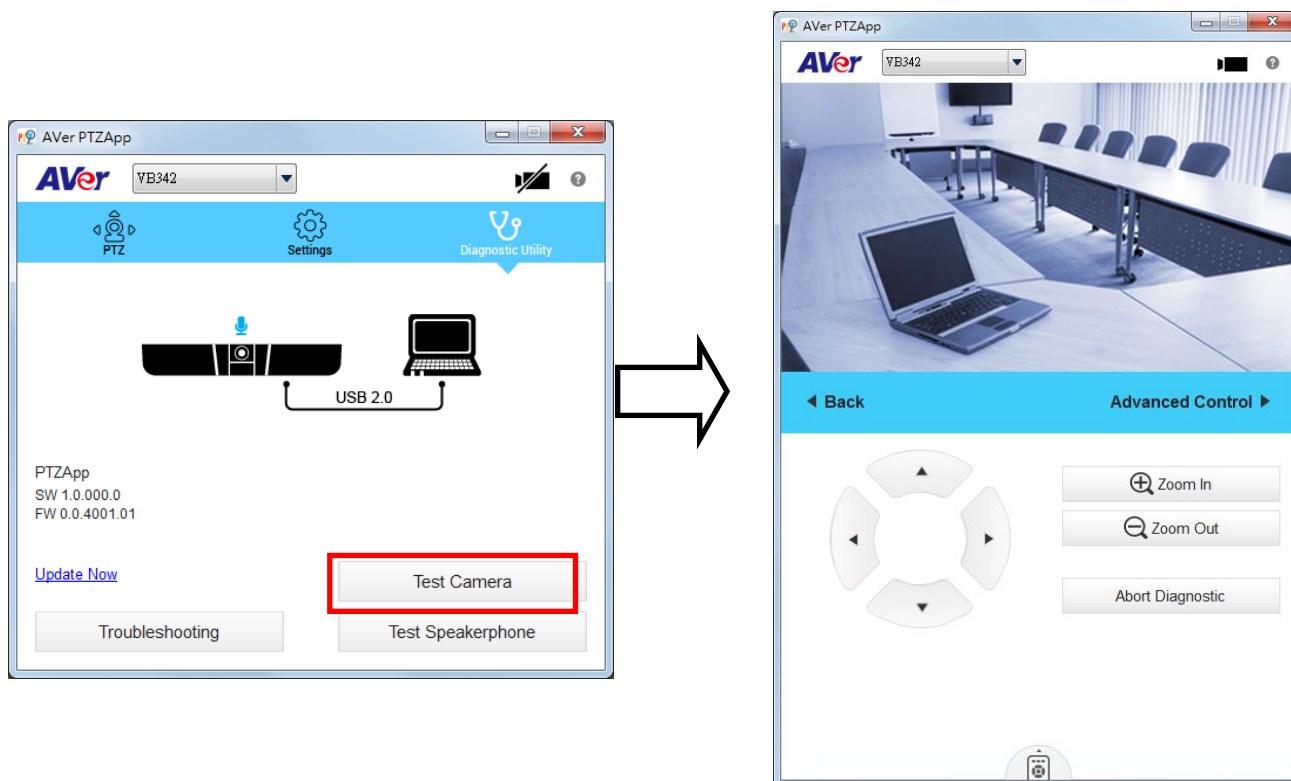 AVer PTZApp
AVer VB342
PTZ Settings Diagnostic Utility
USB 2.0
PTZApp
SW 1.0.000.0
FW 0.0.4001.01
Update Now
Test Camera
Troubleshooting
Test Speakerphone
AVer PTZApp
AVer VB342
Back
Advanced Control
Zoom In
Zoom Out
Abort Diagnostic